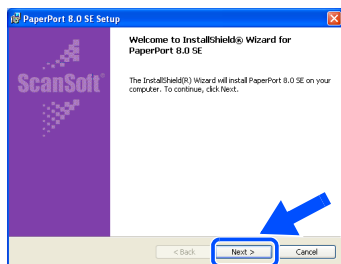 PaperPort 8.0 SE Setup
Welcome to InstallShield® Wizard for
PaperPort 8.0 SE
ScanSoft®
The InstallShield(R) Wizard will install PaperPort 8.0 SE on your
computer. To continue, click Next.
< Back
Next >
Cancel